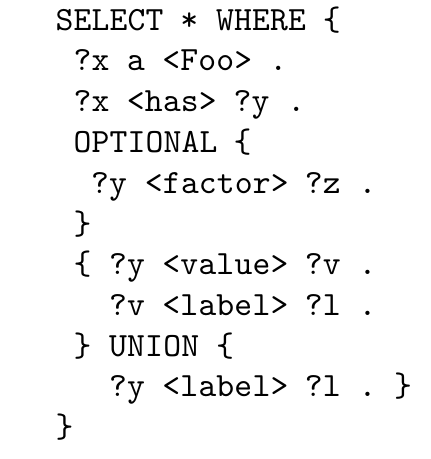 SELECT * WHERE {
?x a <Foo> .
?x <has> ?y .
OPTIONAL {
?y <factor> ?z .
}
{ ?y <value> ?v .
?v <label> ?l .
} UNION {
?y <label> ?l . }
}